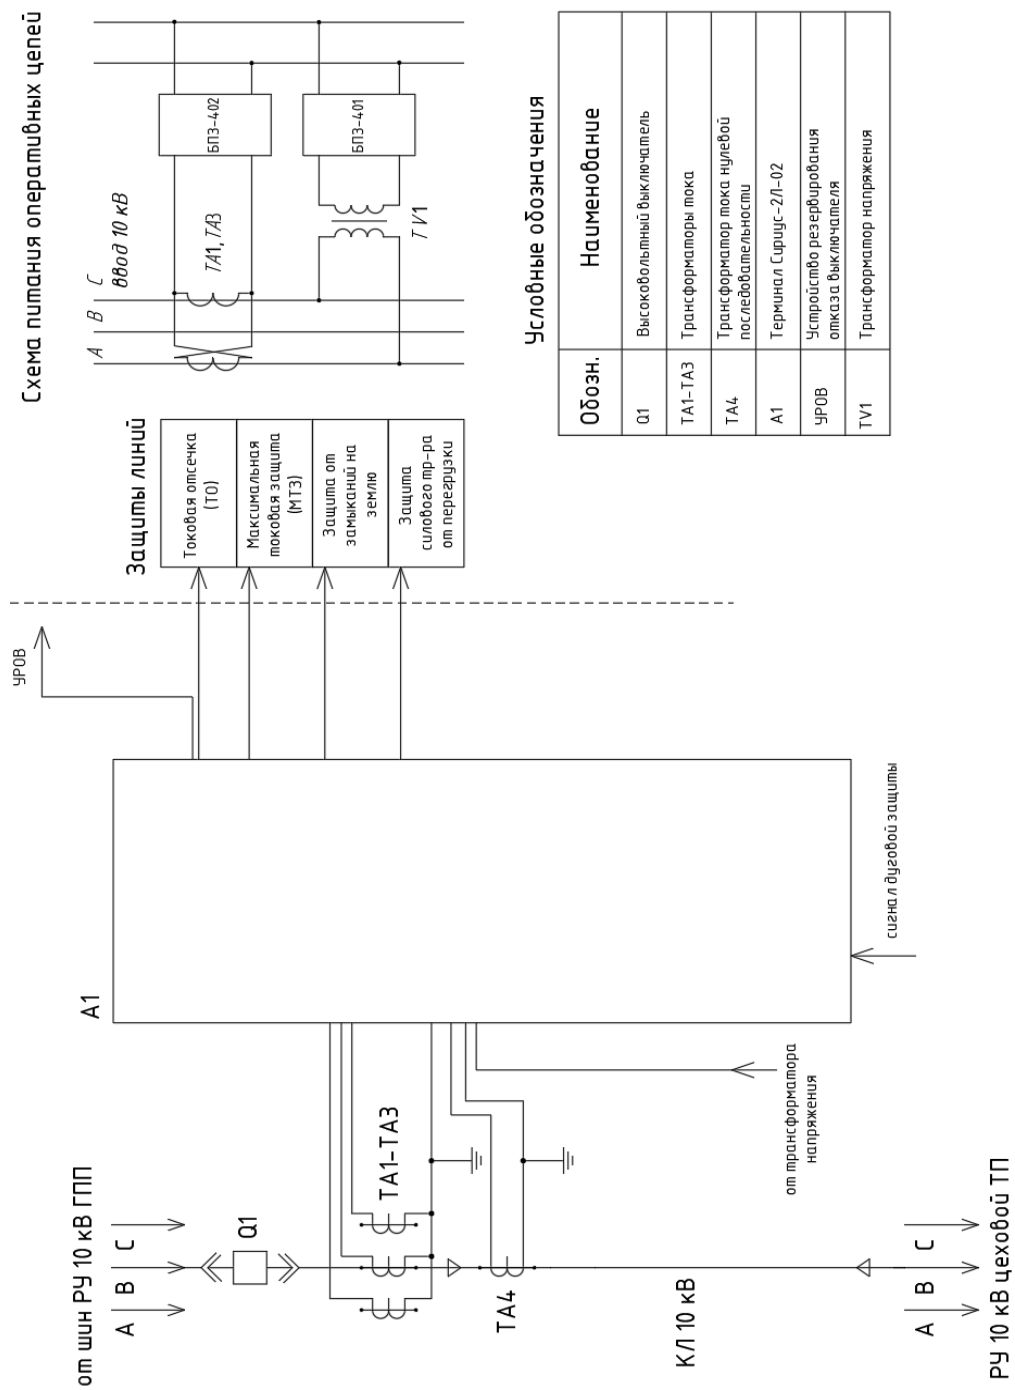 Схема питания оперативных цепей
A
B
C
ввод 10 кВ
TA1,TA3
БПЗ-402
БПЗ-401
TV1
Условные обозначения
Обозн.
Наименование
Q1
Высоковольтный выключатель
TA1-TA3
Трансформаторы тока
TA4
Трансформатор тока нулевой
последовательности
A1
Терминал Сириус-2Л-02
УРОВ
Устройство резервирования
отказа выключателя
TV1
Трансформатор напряжения
Защиты линий
Токовая отсечка
(ТО)
Максимальная
токовая защита
(МТЗ)
Защита от
замыканий на
землю
Защита
силового тр-ра
от перегрузки
УРОВ
A1
сигнал дуговой защиты
от трансформатора
напряжения
от шин РУ 10 кВ ГПП
A
B
C
Q1
TA1-TA3
TA4
КЛ 10 кВ
A
B
C
РУ 10 кВ цеховой ТП